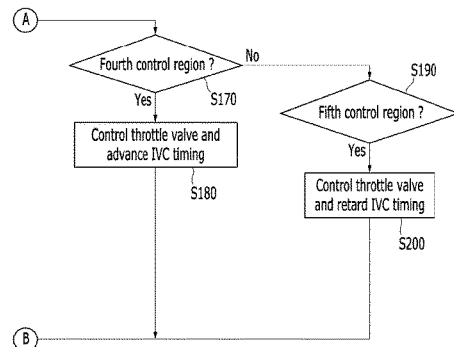 A
Fourth control region ?
No
S170
S190
Yes
Fifth control region ?
Control throttle valve and
advance IVC timing
Yes
S180
Control throttle valve
and retard IVC timing
S200
B